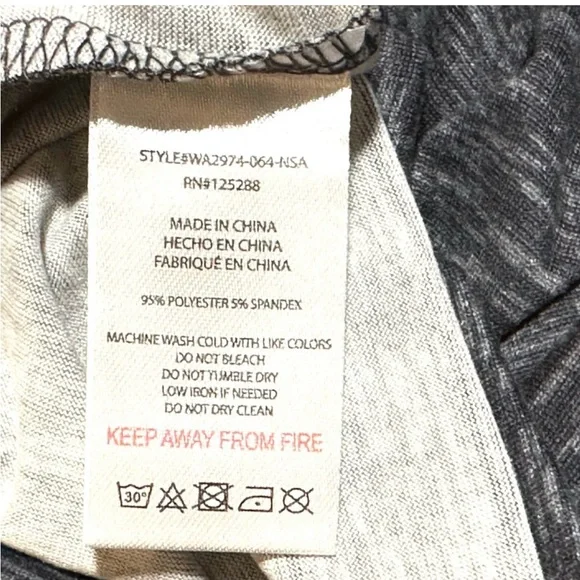 STYLE#WA2974-064-NSA
RN#125288
MADE IN CHINA
HECHO EN CHINA
FABRIQUÉ EN CHINA
95% POLYESTER 5% SPANDEX
MACHINE WASH COLD WITH LIKE COLORS
DO NOT BLEACH
DO NOT TUMBLE DRY
LOW IRON IF NEEDED
DO NOT DRY CLEAN
KEEP AWAY FROM FIRE
30°